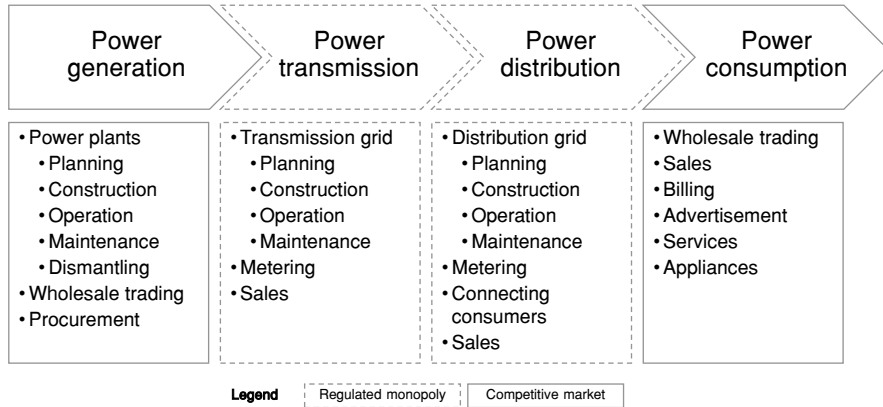 Power
generation
Power
transmission
Power
distribution
Power
consumption
• Power plants
• Planning
• Construction
• Operation
• Maintenance
• Dismantling
• Wholesale trading
• Procurement
• Transmission grid
• Planning
• Construction
• Operation
• Maintenance
• Metering
• Sales
• Distribution grid
• Planning
• Construction
• Operation
• Maintenance
• Metering
• Connecting
consumers
• Sales
• Wholesale trading
• Sales
• Billing
• Advertisement
• Services
• Appliances
Legend
Regulated monopoly
Competitive market